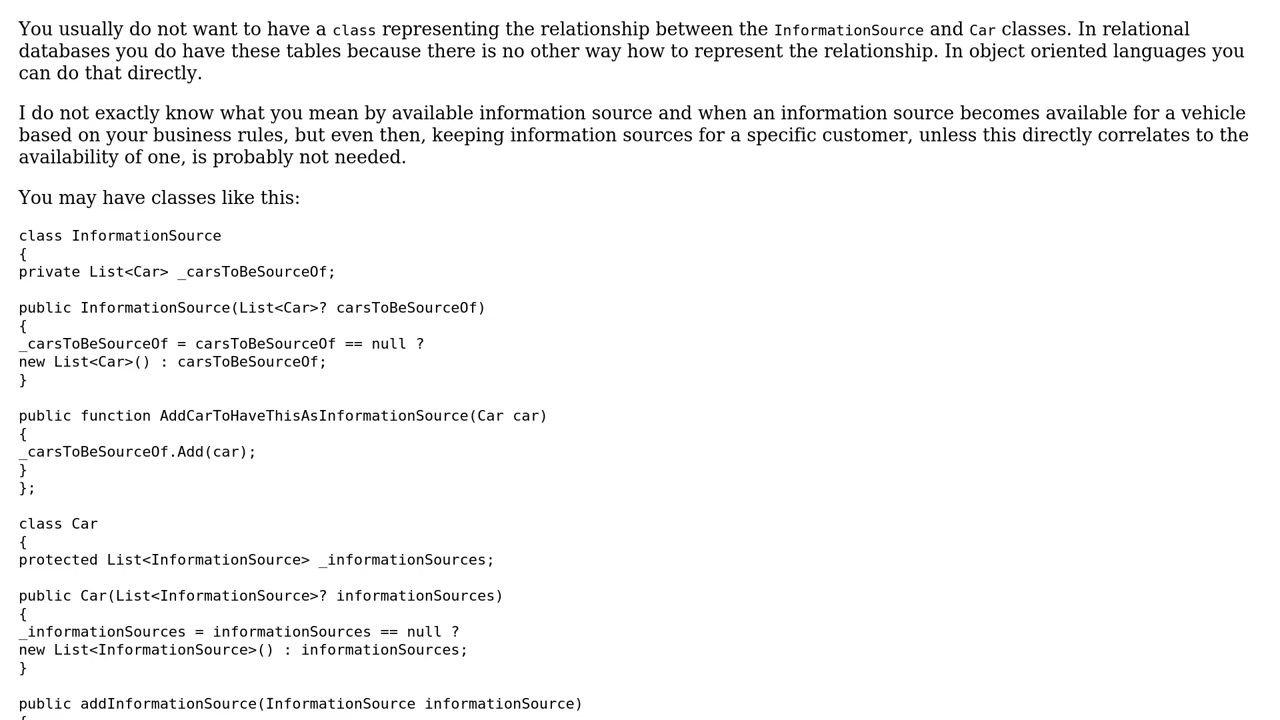 You usually do not want to have a class representing the relationship between the InformationSource and Car classes. In relational
databases you do have these tables because there is no other way how to represent the relationship. In object oriented languages you
can do that directly.
I do not exactly know what you mean by available information source and when an information source becomes available for a vehicle
based on your business rules, but even then, keeping information sources for a specific customer, unless this directly correlates to the
availability of one, is probably not needed.
You may have classes like this:
class InformationSource
{
private List<Car> _carsToBeSourceOf;
public InformationSource(List<Car>? carsToBeSourceOf)
{
_carsToBeSourceOf = carsToBeSourceOf == null ?
new List<Car>() : carsToBeSourceOf;
}
public function AddCarToHaveThisAsInformationSource(Car car)
{
_carsToBeSourceOf.Add(car);
}
};
class Car
{
protected List<InformationSource> _informationSources;
public Car(List<InformationSource>? informationSources)
{
_informationSources = informationSources == null ?
new List<InformationSource>() : informationSources;
}
public addInformationSource(InformationSource informationSource)
{